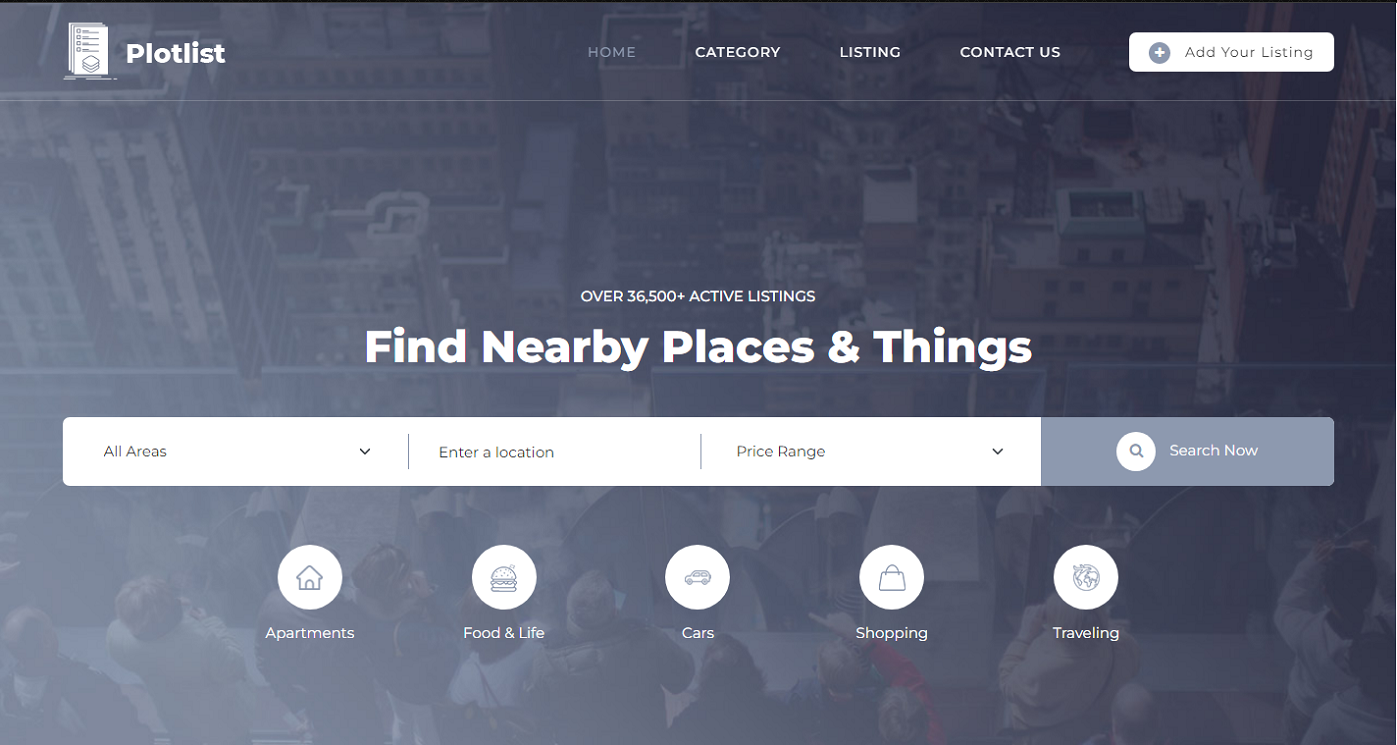 Plotlist
HOME
CATEGORY
LISTING
CONTACT US
Add Your Listing
OVER 36,500+ ACTIVE LISTINGS
Find Nearby Places & Things
All Areas
Enter a location
Price Range
Search Now
Apartments
Food & Life
Cars
Shopping
Traveling